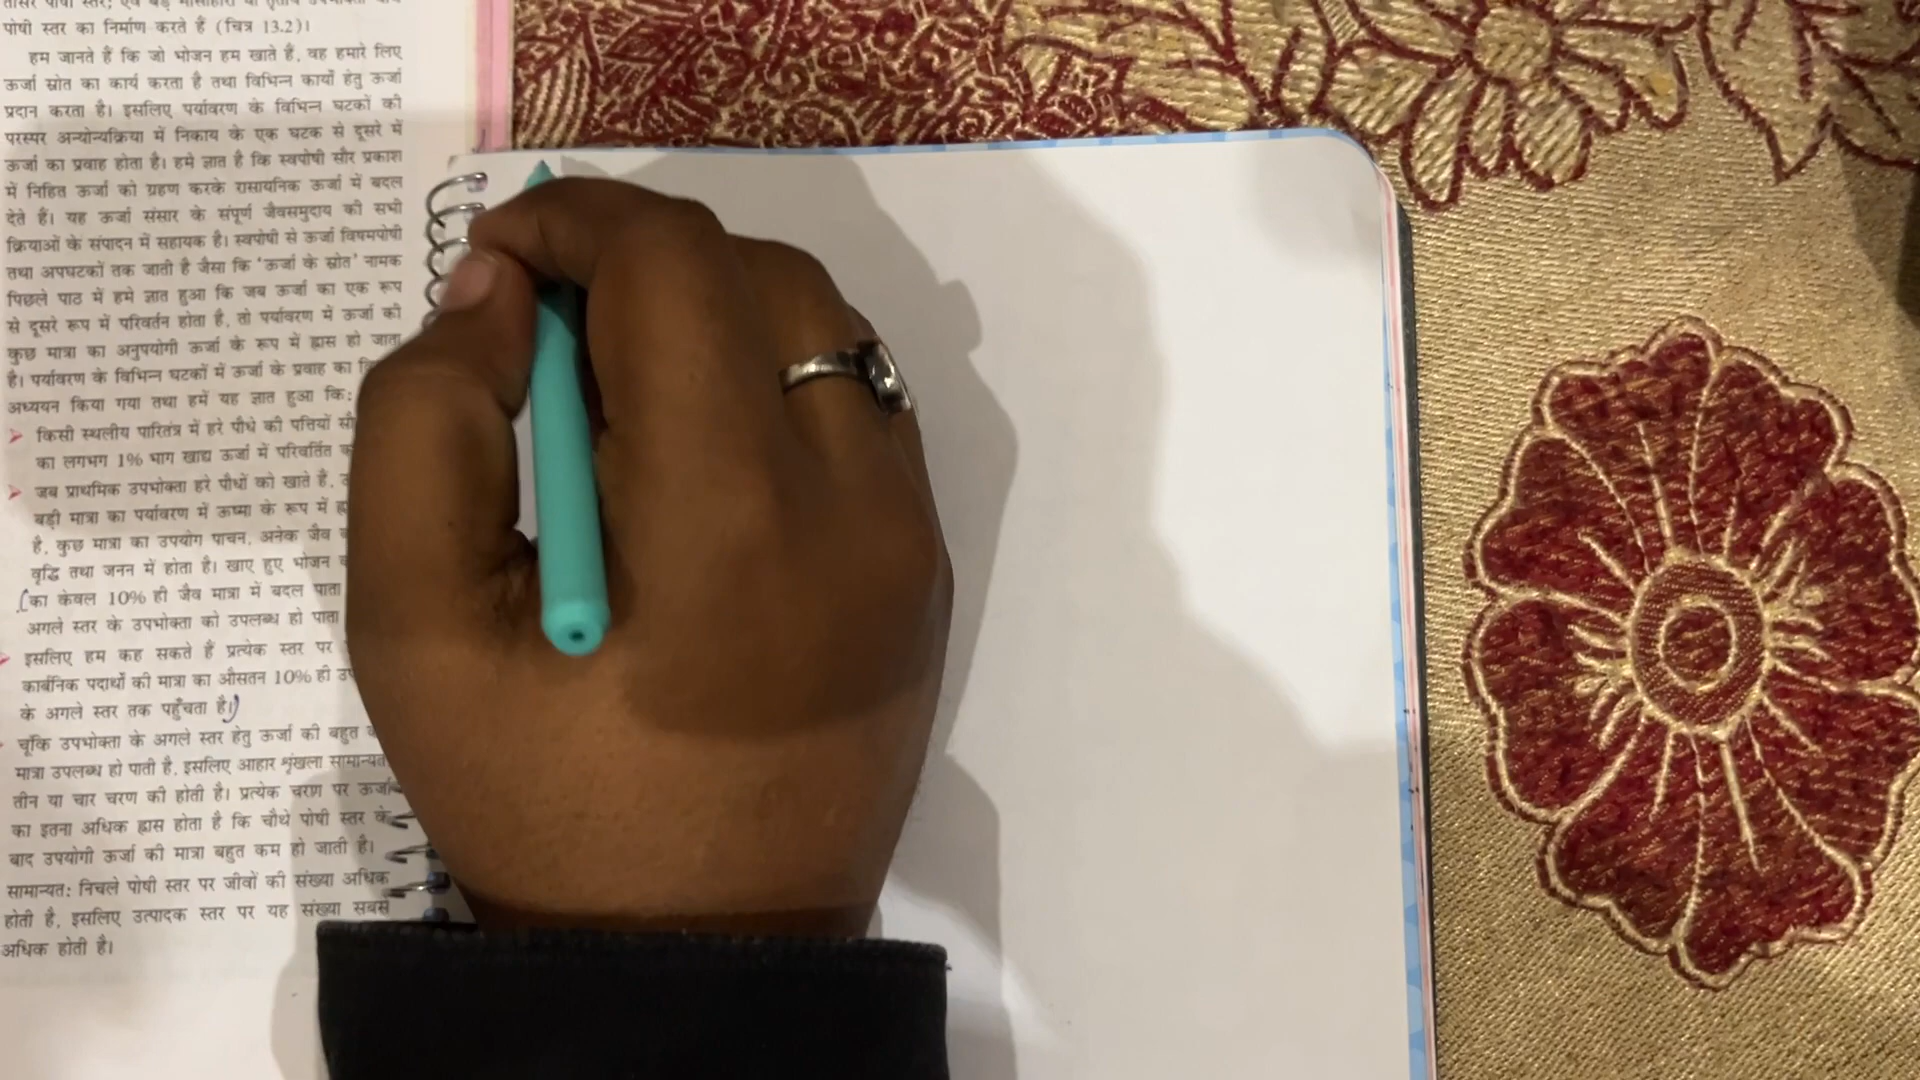 तीसरे पोषी स्तर; एवं बड़े मांसाहारी या तृतीय उपभोक्ता चौथे
पोषी स्तर का निर्माण करते हैं (चित्र 13.2)।
हम जानते हैं कि जो भोजन हम खाते हैं, वह हमारे लिए
ऊर्जा स्रोत का कार्य करता है तथा विभिन्न कार्यों हेतु ऊर्जा
प्रदान करता है। इसलिए पर्यावरण के विभिन्न घटकों की
परस्पर अन्योन्यक्रिया में निकाय के एक घटक से दूसरे में
ऊर्जा का प्रवाह होता है। हमें ज्ञात है कि स्वपोषी सौर प्रकाश
में निहित ऊर्जा को ग्रहण करके रासायनिक ऊर्जा में बदल
देते हैं। यह ऊर्जा संसार के संपूर्ण जैवसमुदाय की सभी
क्रियाओं के संपादन में सहायक है। स्वपोषी से ऊर्जा विषमपोषी
तथा अपघटकों तक जाती है जैसा कि 'ऊर्जा के स्रोत' नामक
पिछले पाठ में हमें ज्ञात हुआ कि जब ऊर्जा का एक रूप
से दूसरे रूप में परिवर्तन होता है, तो पर्यावरण में ऊर्जा की
कुछ मात्रा का अनुपयोगी ऊर्जा के रूप में ह्रास हो जाता
है। पर्यावरण के विभिन्न घटकों में ऊर्जा के प्रवाह का
अध्ययन किया गया तथा हमें यह ज्ञात हुआ कि:
➢ किसी स्थलीय पारितंत्र में हरे पौधे की पत्तियों
का लगभग 1% भाग खाद्य ऊर्जा में परिवर्तित
➢ जब प्राथमिक उपभोक्ता हरे पौधों को खाते हैं,
बड़ी मात्रा का पर्यावरण में ऊष्मा के रूप में
है, कुछ मात्रा का उपयोग पाचन, अनेक जैव
वृद्धि तथा जनन में होता है। खाए हुए भोजन
(का केवल 10% ही जैव मात्रा में बदल पाता
अगले स्तर के उपभोक्ता को उपलब्ध हो पाता
इसलिए हम कह सकते हैं प्रत्येक स्तर पर
कार्बनिक पदार्थों की मात्रा का औसतन 10% ही
के अगले स्तर तक पहुँचता है।)
चूंकि उपभोक्ता के अगले स्तर हेतु ऊर्जा की बहुत
मात्रा उपलब्ध हो पाती है, इसलिए आहार शृंखला सामान्यतः
तीन या चार चरण की होती है। प्रत्येक चरण पर ऊर्जा
का इतना अधिक ह्रास होता है कि चौथे पोषी स्तर के
बाद उपयोगी ऊर्जा की मात्रा बहुत कम हो जाती है।
सामान्यत: निचले पोषी स्तर पर जीवों की संख्या अधिक
होती है, इसलिए उत्पादक स्तर पर यह संख्या सबसे
अधिक होती है।